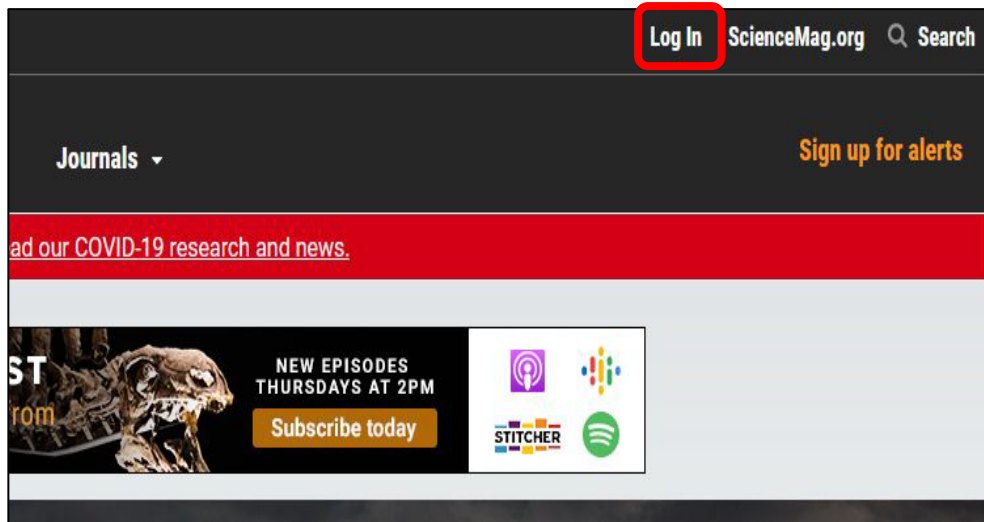 Log In ScienceMag.org Search
Journals
Sign up for alerts
ad our COVID-19 research and news.
ST
rom
NEW EPISODES
THURSDAYS AT 2PM
Subscribe today
STITCHER